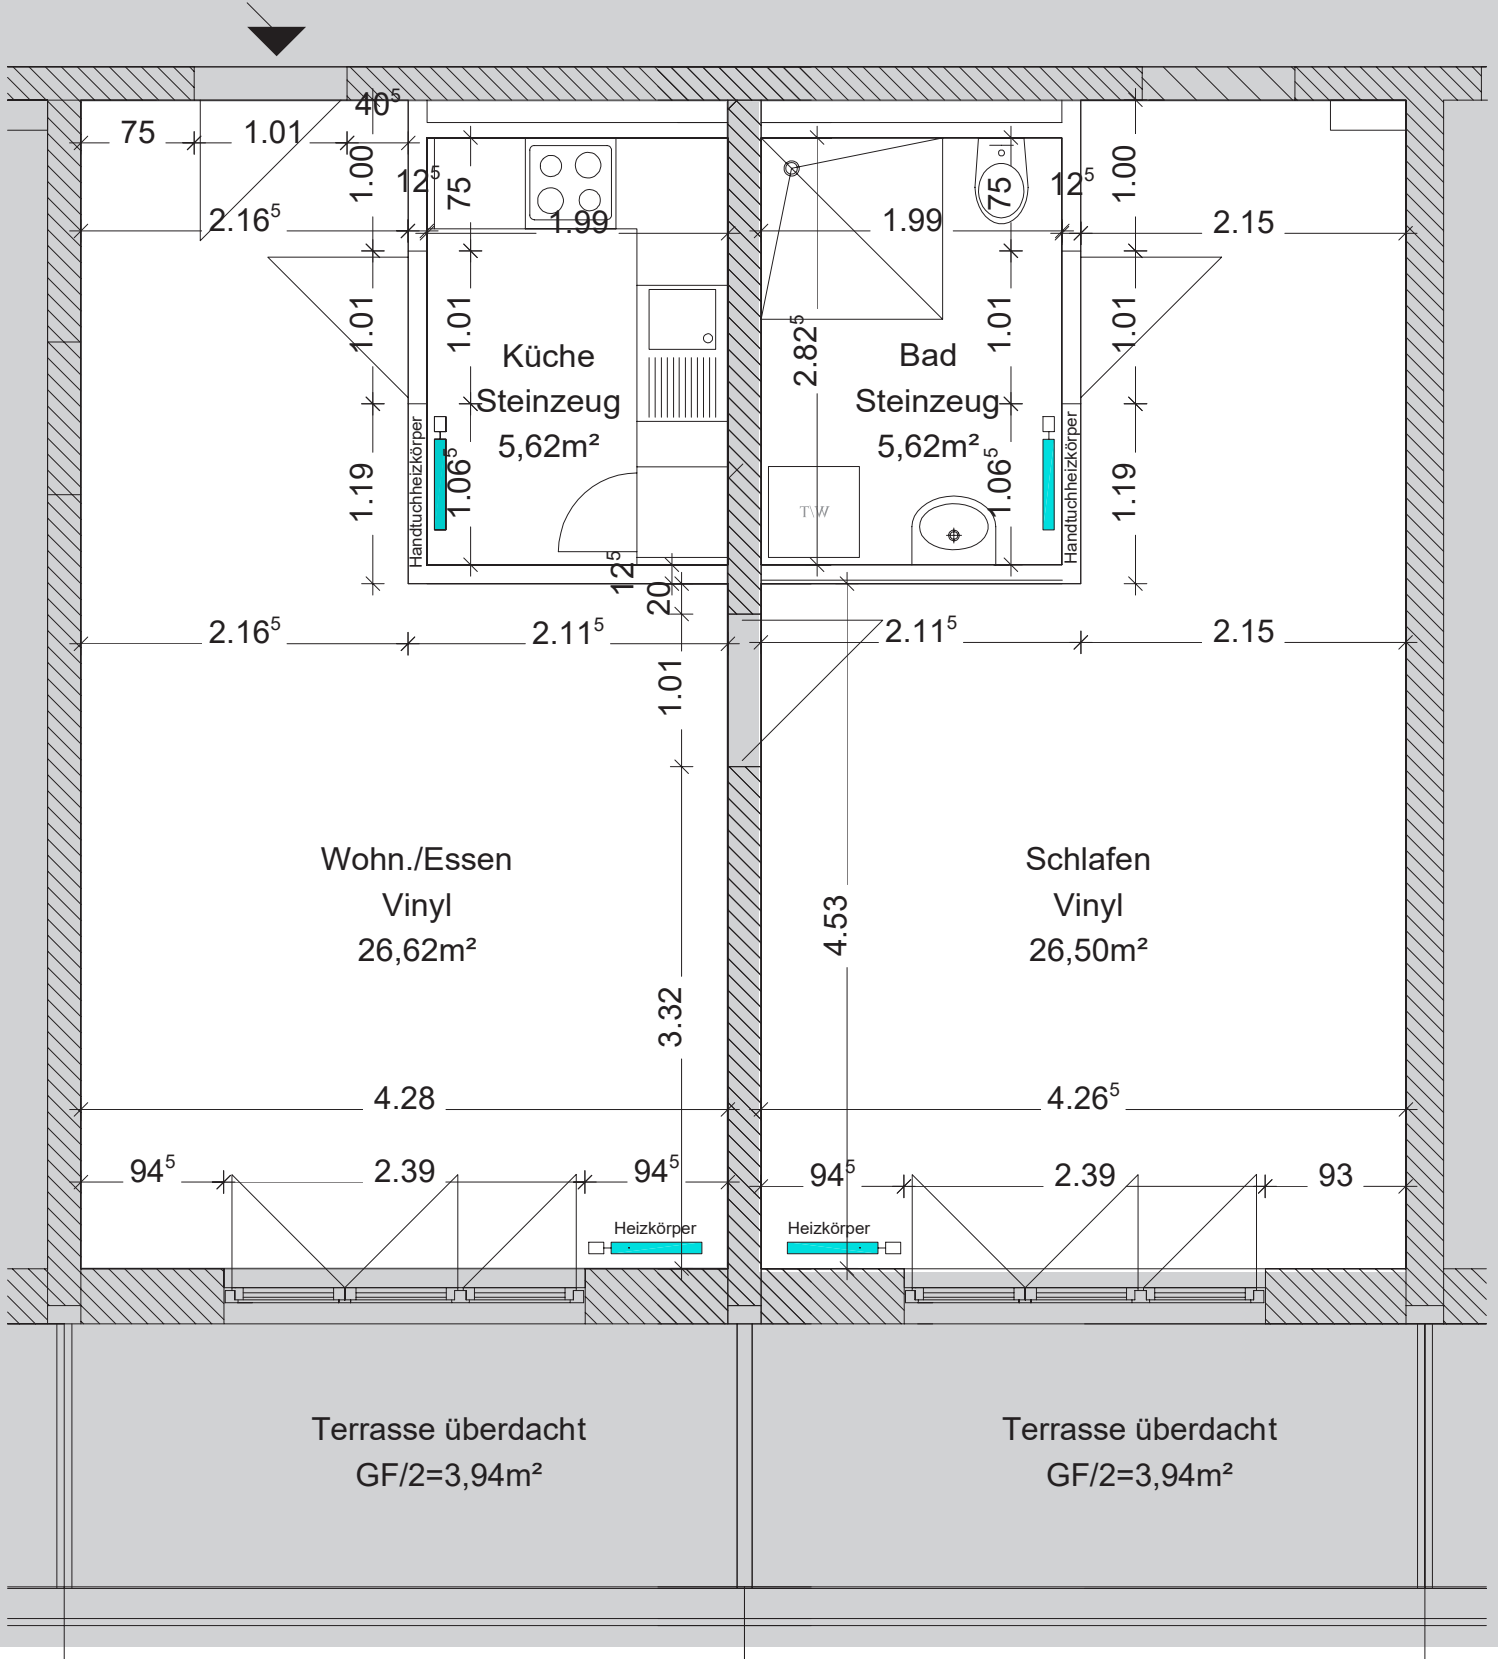 40⁵
75
1.01
1.00
12⁵
75
75
12⁵
1.00
2.16⁵
1.99
1.99
2.15
1.01
1.01
2.82⁵
1.01
1.01
Küche
Steinzeug
5,62m²
Bad
Steinzeug
5,62m²
Handtuchheizkörper
1.19
1.06⁵
W/T
1.06⁵
Handtuchheizkörper
1.19
12⁵
20
2.16⁵
2.11⁵
2.11⁵
2.15
1.01
Wohn./Essen
Vinyl
26,62m²
Schlafen
Vinyl
26,50m²
4.53
3.32
4.28
4.26⁵
94⁵
2.39
94⁵
94⁵
2.39
93
Heizkörper
Heizkörper
Terrasse überdacht
GF/2=3,94m²
Terrasse überdacht
GF/2=3,94m²